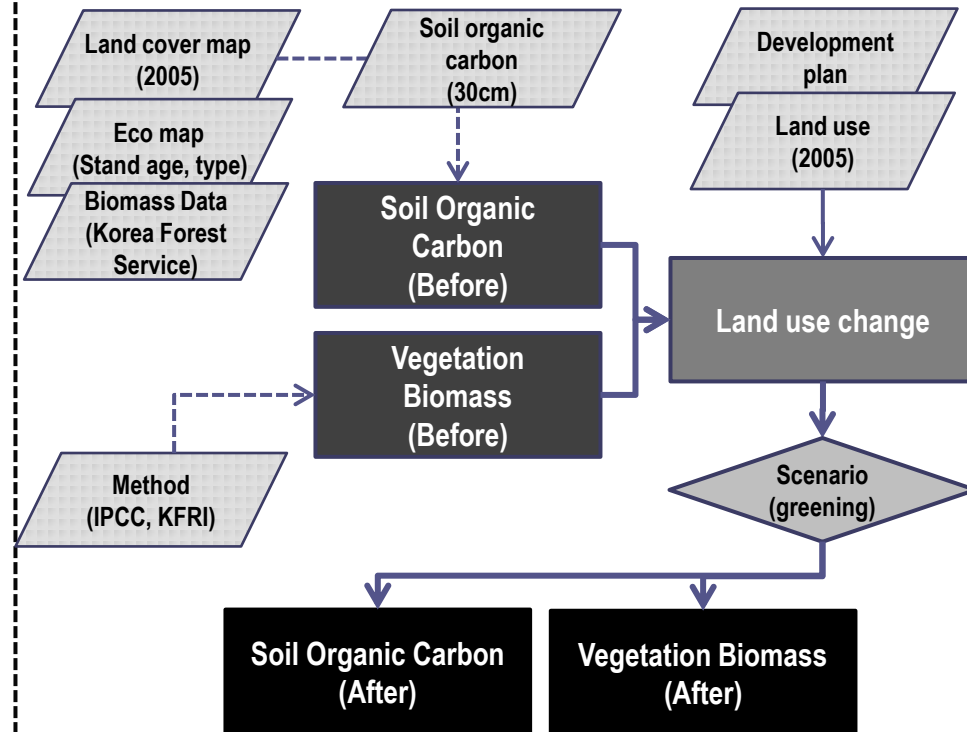 Land cover map
(2005)
Soil organic
carbon
(30cm)
Development
plan
Eco map
(Stand age, type)
Land use
(2005)
Biomass Data
(Korea Forest
Service)
Soil Organic
Carbon
(Before)
Land use change
Vegetation
Biomass
(Before)
Method
(IPCC, KFRI)
Scenario
(greening)
Soil Organic Carbon
(After)
Vegetation Biomass
(After)